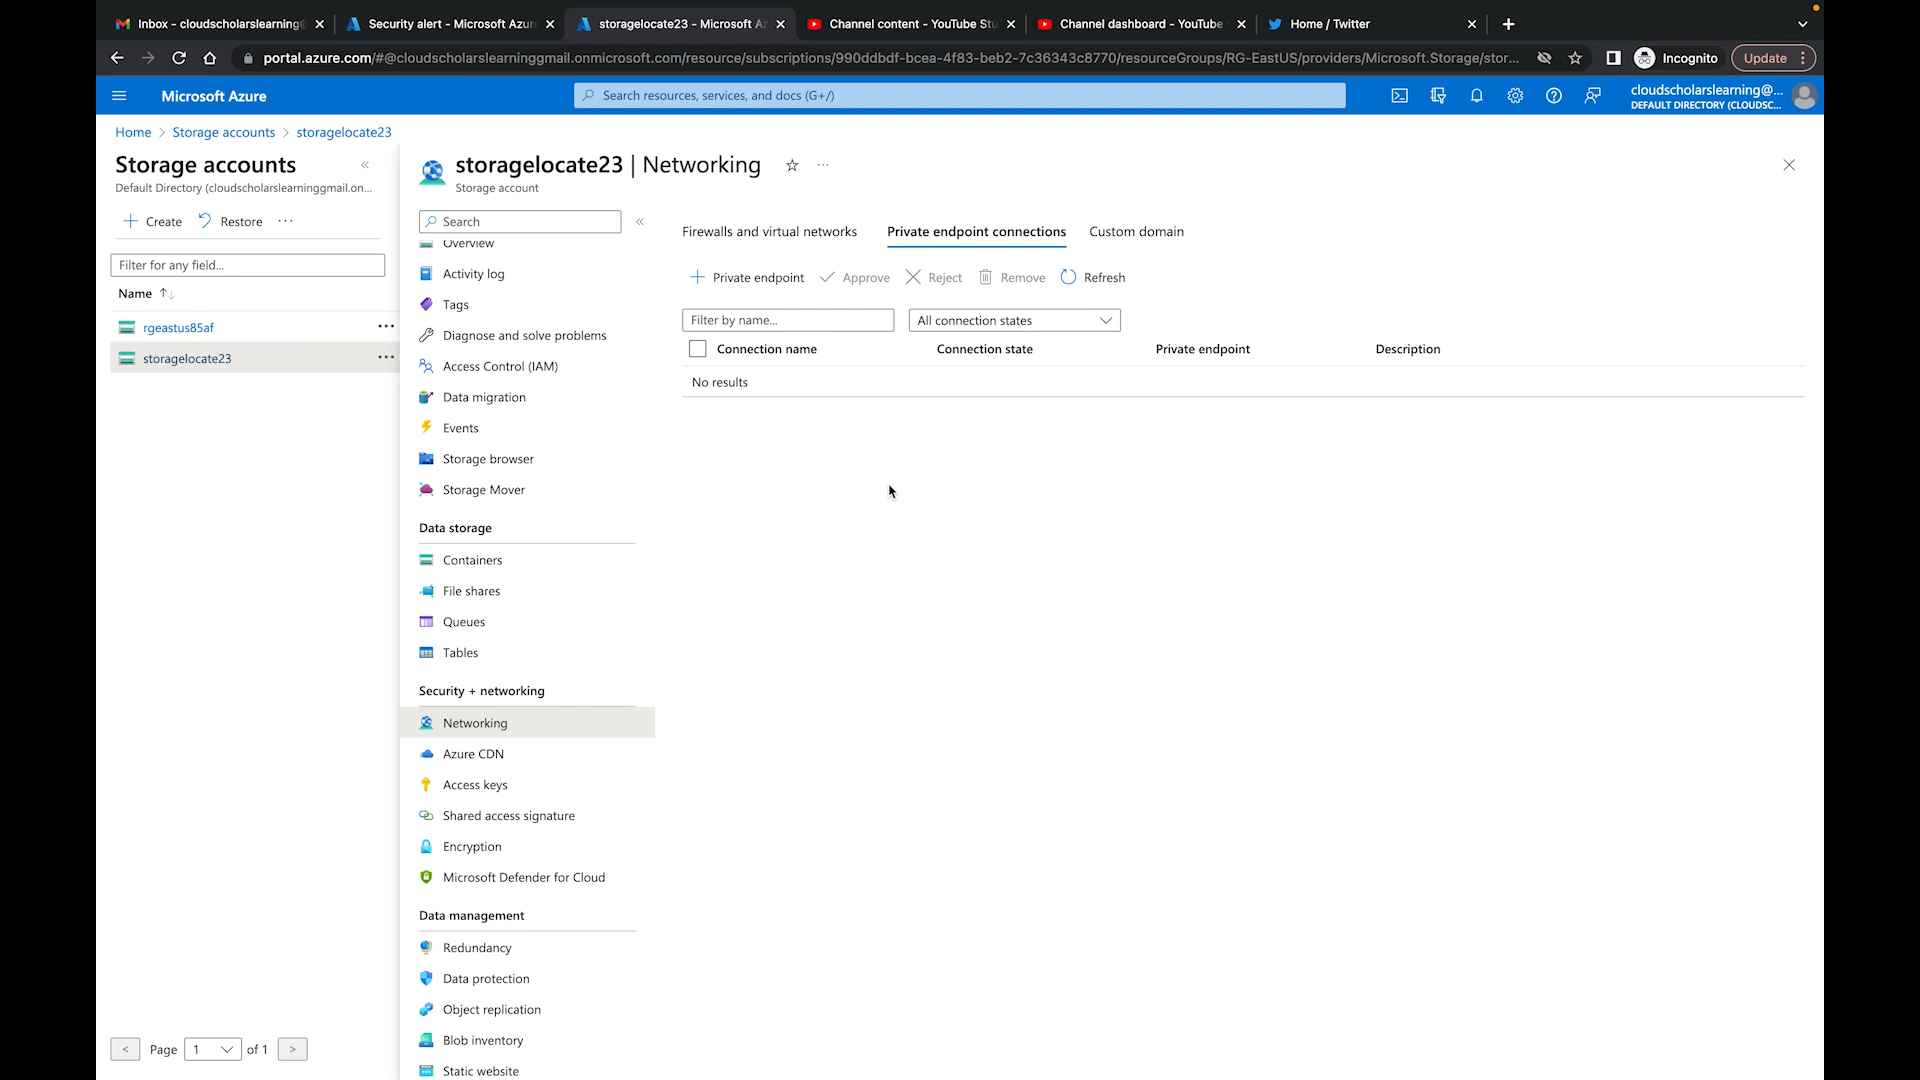 Inbox - cloudscholarslearning@
Security alert - Microsoft Azur
storagelocate23 - Microsoft Az
Channel content - YouTube Stu
Channel dashboard - YouTube
Home / Twitter
portal.azure.com/#@cloudscholarslearninggmail.onmicrosoft.com/resource/subscriptions/990ddbdf-bcea-4f83-beb2-7c36343c8770/resourceGroups/RG-EastUS/providers/Microsoft.Storage/stor...
Incognito
Update
Microsoft Azure
Search resources, services, and docs (G+/)
cloudscholarslearning@...
DEFAULT DIRECTORY (CLOUDSC...
Home > Storage accounts > storagelocate23
Storage accounts
Default Directory (cloudscholarslearninggmail.on...
+ Create
Restore
...
Filter for any field...
Name ↑↓
rgeastus85af
storagelocate23
< Page 1 of 1 >
storagelocate23 | Networking
Storage account
Search
Overview
Activity log
Tags
Diagnose and solve problems
Access Control (IAM)
Data migration
Events
Storage browser
Storage Mover
Data storage
Containers
File shares
Queues
Tables
Security + networking
Networking
Azure CDN
Access keys
Shared access signature
Encryption
Microsoft Defender for Cloud
Data management
Redundancy
Data protection
Object replication
Blob inventory
Static website
Firewalls and virtual networks
Private endpoint connections
Custom domain
+ Private endpoint
Approve
Reject
Remove
Refresh
Filter by name...
All connection states
Connection name
Connection state
Private endpoint
Description
No results